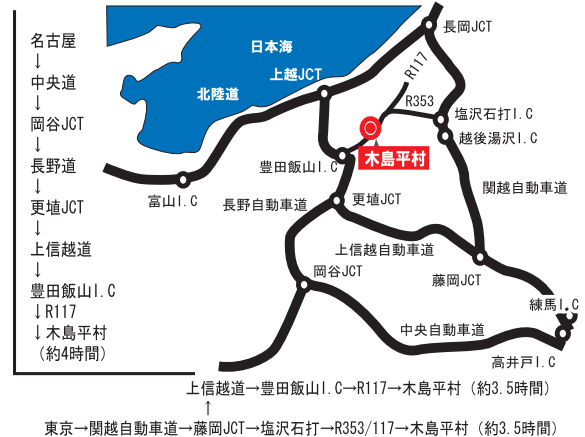 名古屋
↓
中央道
↓
岡谷JCT
↓
長野道
↓
更埴JCT
↓
上信越道
↓
豊田飯山I.C
↓R117
↓木島平村
(約4時間)
日本海
長岡JCT
上越JCT
R117
北陸道
R353
塩沢石打I.C
越後湯沢I.C
木島平村
豊田飯山I.C
富山I.C
関越自動車道
長野自動車道
更埴JCT
上信越自動車道
岡谷JCT
藤岡JCT
練馬I.C
中央自動車道
高井戸I.C
上信越道→豊田飯山I.C→R117→木島平村(約3.5時間)
↑
東京→関越自動車道→藤岡JCT→塩沢石打→R353/117→木島平村(約3.5時間)